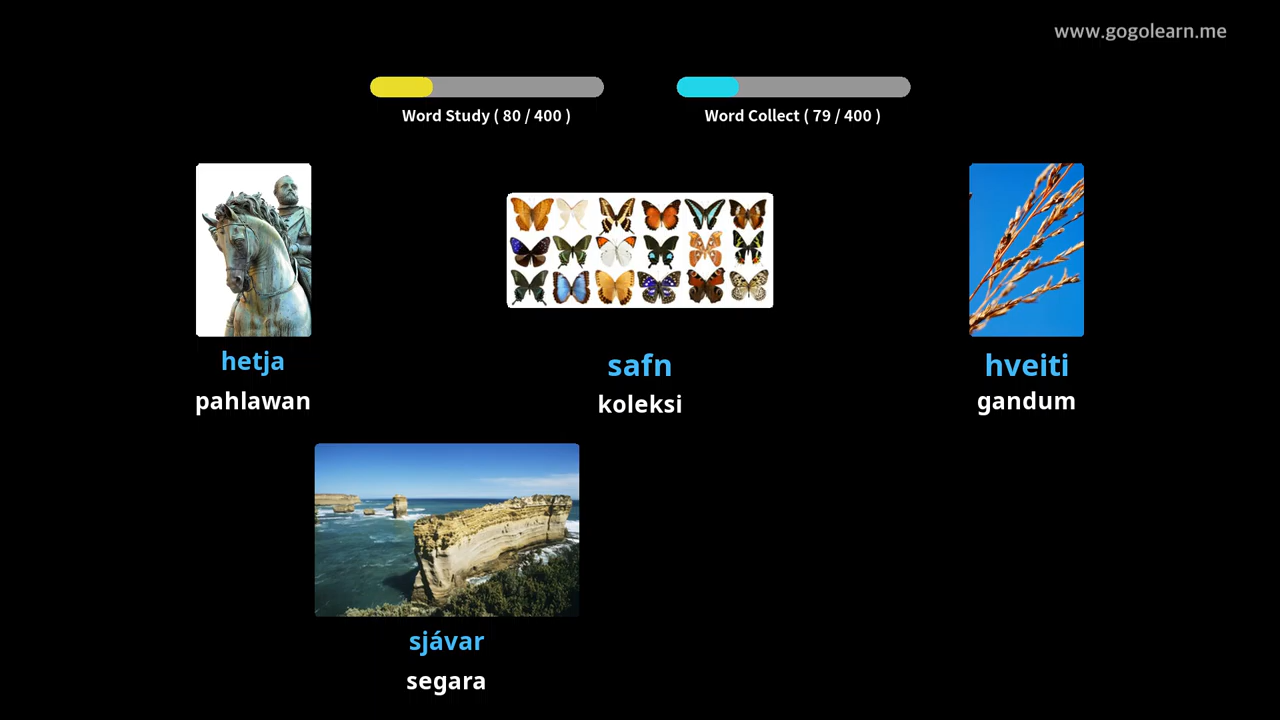 www.gogolearn.me
Word Study ( 80 / 400 )
Word Collect ( 79 / 400 )
hetja
pahlawan
safn
koleksi
hveiti
gandum
sjávar
segara